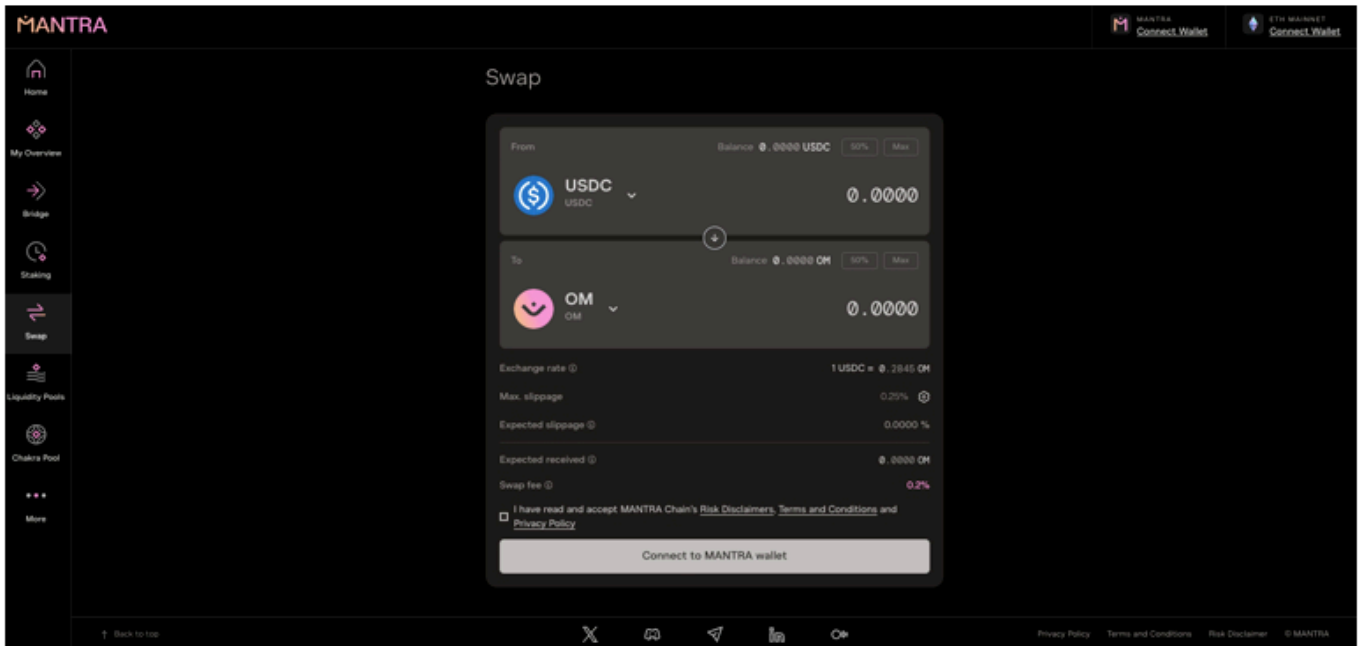 MANTRA
MANTRA
Connect Wallet
ETH MAINNET
Connect Wallet
Home
My Overview
Bridge
Staking
Swap
Liquidity Pools
Chakra Pool
More
Swap
From
Balance 0.0000 USDC
50%
Max
USDC
USDC
0.0000
To
Balance 0.0000 OM
50%
Max
OM
OM
0.0000
Exchange rate
1 USDC = 0.2845 OM
Max. slippage
0.25%
Expected slippage
0.0000 %
Expected received
0.0000 OM
Swap fee
0.2%
I have read and accept MANTRA Chain's Risk Disclaimers, Terms and Conditions and
Privacy Policy
Connect to MANTRA wallet
↑ Back to top
Privacy Policy
Terms and Conditions
Risk Disclaimer
© MANTRA